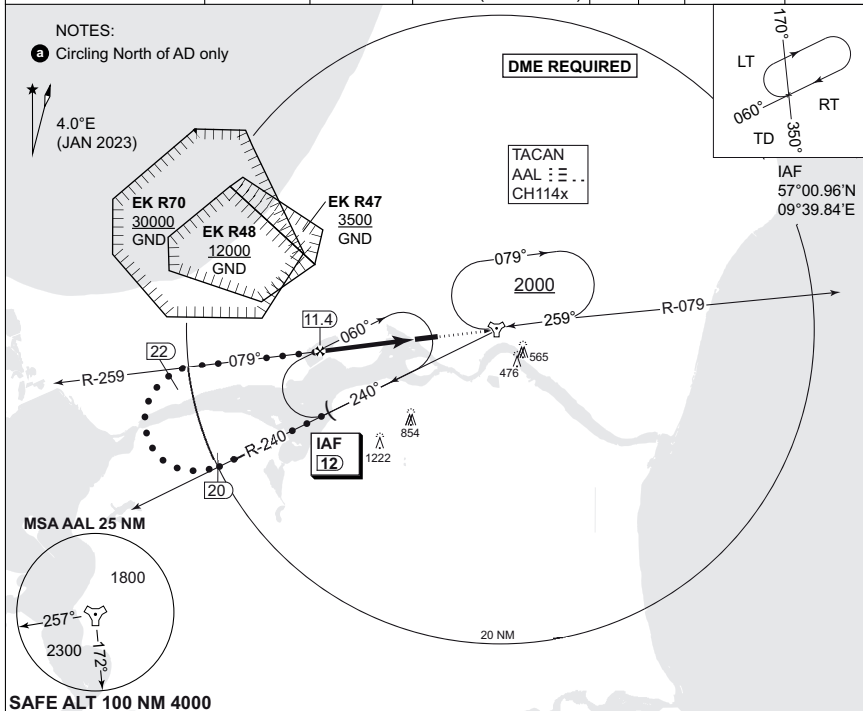 NOTES:
a Circling North of AD only
4.0°E
(JAN 2023)
DME REQUIRED
TACAN
AAL
CH114x
170°
LT
RT
060°
TD
350°
IAF
57°00.96'N
09°39.84'E
EK R70
30000
GND
EK R48
12000
GND
EK R47
3500
GND
079°
2000
259°
R-079
11.4
060°
22
079°
R-259
240°
R-240
IAF
12
20
565
476
854
1222
MSA AAL 25 NM
1800
257°
2300
172°
20 NM
SAFE ALT 100 NM 4000